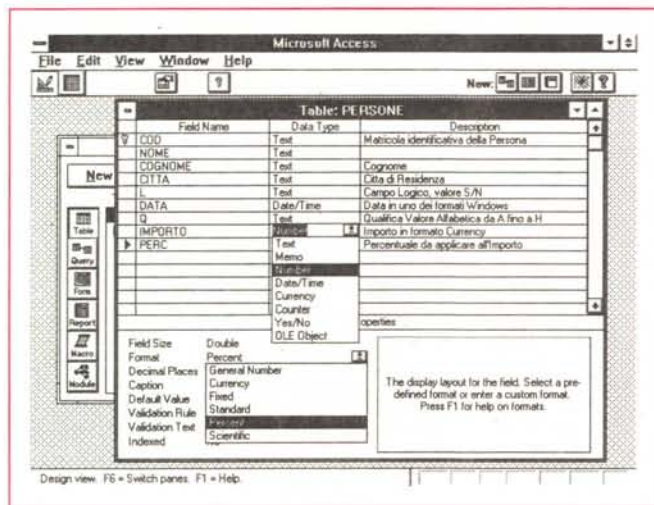 Microsoft Access
File Edit View Window Help
New:
Table: PERSONE
Field Name Data Type Description
COD Text Matricola identificativa della Persona
NOME Text
COGNOME Text Cognome
CITTA Text Citta di Residenza
L Text Campo Logico, valore S/N
DATA Date/Time Data in uno dei formati Windows
Q Text Qualifica Valore Alfabetica da A fino a H
IMPORTO Number Importo in formato Currency
PERC Percentuale da applicare all'Importo
Text
Memo
Number
Date/Time
Currency
Counter
Yes/No
OLE Object
operties
New
Table
Query
Form
Report
Macro
Module
Field Size Double
Format Percent
Decimal Places
Caption
Default Value
Validation Rule
Validation Text
Indexed
General Number
Currency
Fixed
Standard
Percent
Scientific
The display layout for the field. Select a pre-
defined format or enter a custom format.
Press F1 for help on formats.
Design view. F6 = Switch panes. F1 = Help.